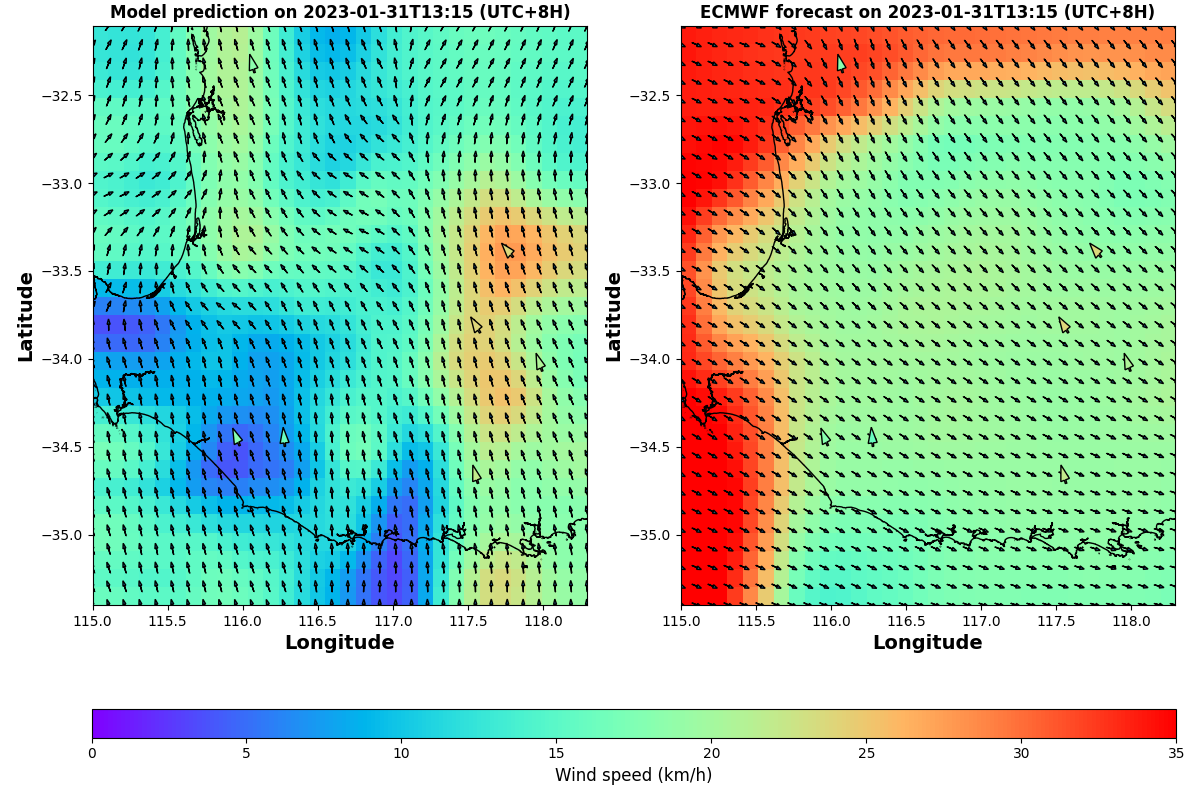 Model prediction on 2023-01-31T13:15 (UTC+8H)
ECMWF forecast on 2023-01-31T13:15 (UTC+8H)
Latitude
−32.5
−33.0
−33.5
−34.0
−34.5
−35.0
115.0 115.5 116.0 116.5 117.0 117.5 118.0
Longitude
Latitude
−32.5
−33.0
−33.5
−34.0
−34.5
−35.0
115.0 115.5 116.0 116.5 117.0 117.5 118.0
Longitude
0 5 10 15 20 25 30 35
Wind speed (km/h)